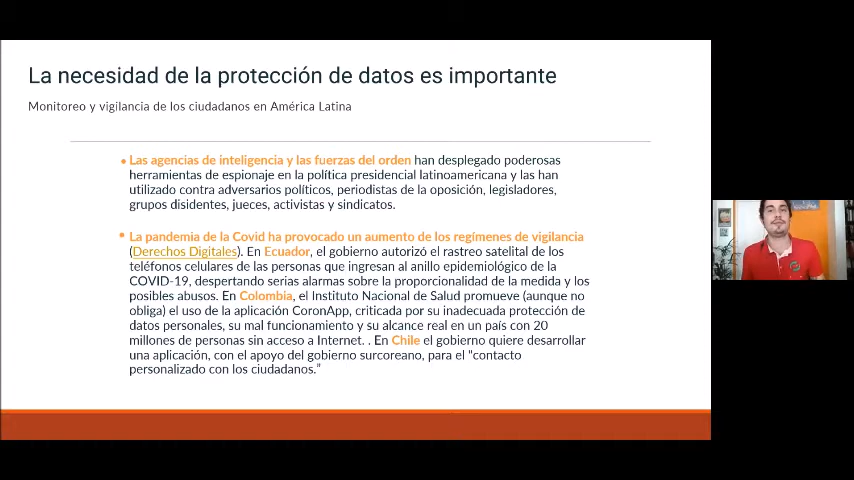 La necesidad de la protección de datos es importante
Monitoreo y vigilancia de los ciudadanos en América Latina
• Las agencias de inteligencia y las fuerzas del orden han desplegado poderosas
herramientas de espionaje en la política presidencial latinoamericana y las han
utilizado contra adversarios políticos, periodistas de la oposición, legisladores,
grupos disidentes, jueces, activistas y sindicatos.
▪ La pandemia de la Covid ha provocado un aumento de los regímenes de vigilancia
(Derechos Digitales). En Ecuador, el gobierno autorizó el rastreo satelital de los
teléfonos celulares de las personas que ingresan al anillo epidemiológico de la
COVID-19, despertando serias alarmas sobre la proporcionalidad de la medida y los
posibles abusos. En Colombia, el Instituto Nacional de Salud promueve (aunque no
obliga) el uso de la aplicación CoronApp, criticada por su inadecuada protección de
datos personales, su mal funcionamiento y su alcance real en un país con 20
millones de personas sin acceso a Internet. . En Chile el gobierno quiere desarrollar
una aplicación, con el apoyo del gobierno surcoreano, para el "contacto
personalizado con los ciudadanos."